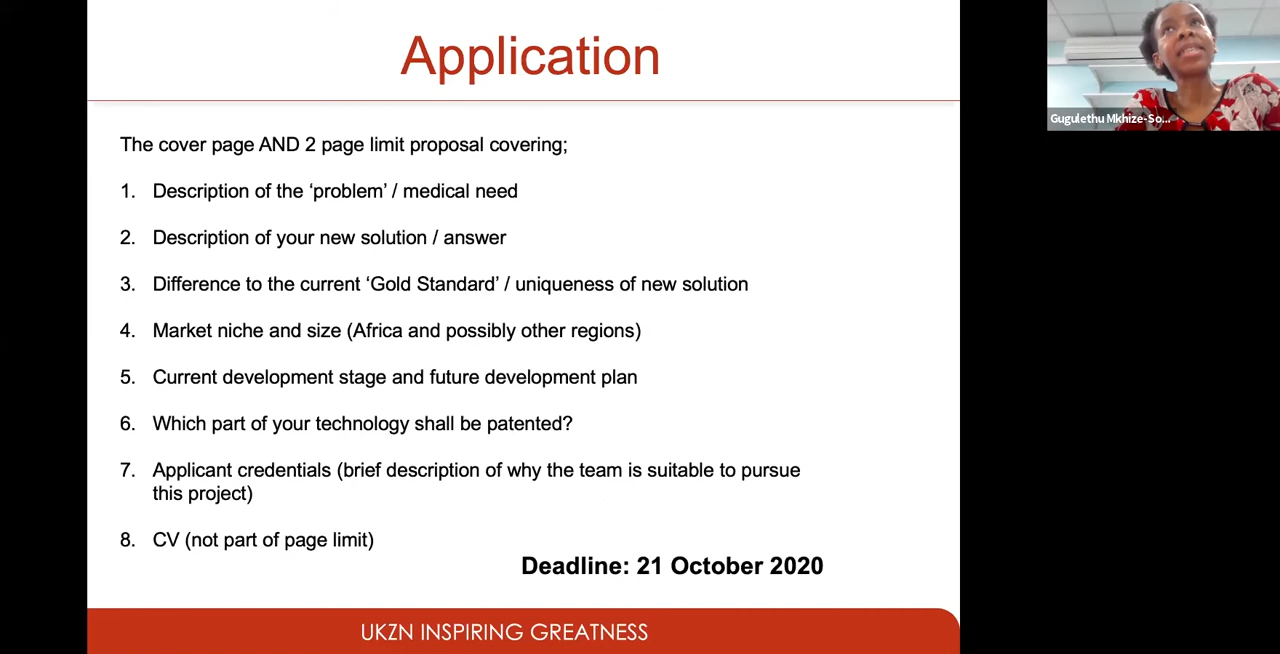 Application
The cover page AND 2 page limit proposal covering;
1. Description of the ‘problem’ / medical need
2. Description of your new solution / answer
3. Difference to the current ‘Gold Standard’ / uniqueness of new solution
4. Market niche and size (Africa and possibly other regions)
5. Current development stage and future development plan
6. Which part of your technology shall be patented?
7. Applicant credentials (brief description of why the team is suitable to pursue
this project)
8. CV (not part of page limit)
Deadline: 21 October 2020
UKZN INSPIRING GREATNESS
Gugulethu Mkhize-So...